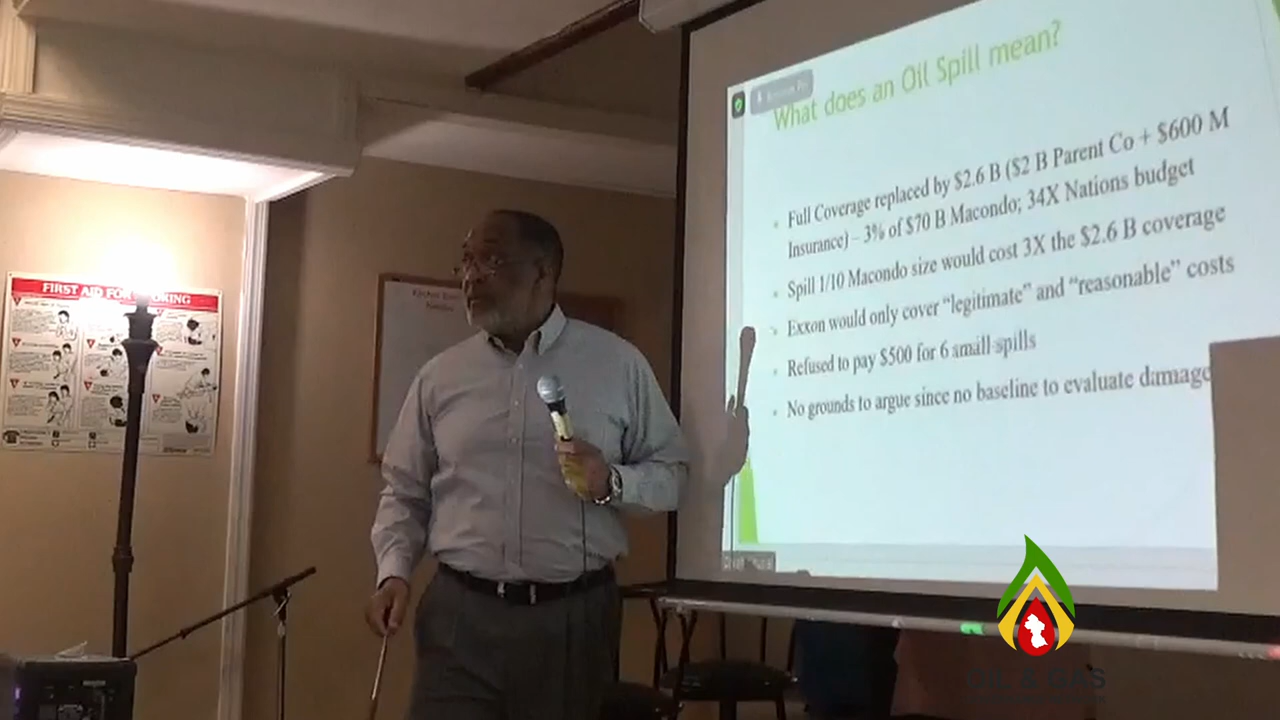 What does an Oil Spill mean?
Full Coverage replaced by $2.6 B ($2 B Parent Co + $600 M
Insurance) – 3% of $70 B Macondo; 34X Nations budget
Spill 1/10 Macondo size would cost 3X the $2.6 B coverage
Exxon would only cover “legitimate” and “reasonable” costs
Refused to pay $500 for 6 small spills
No grounds to argue since no baseline to evaluate damage
FIRST AID FOR
OIL & GAS